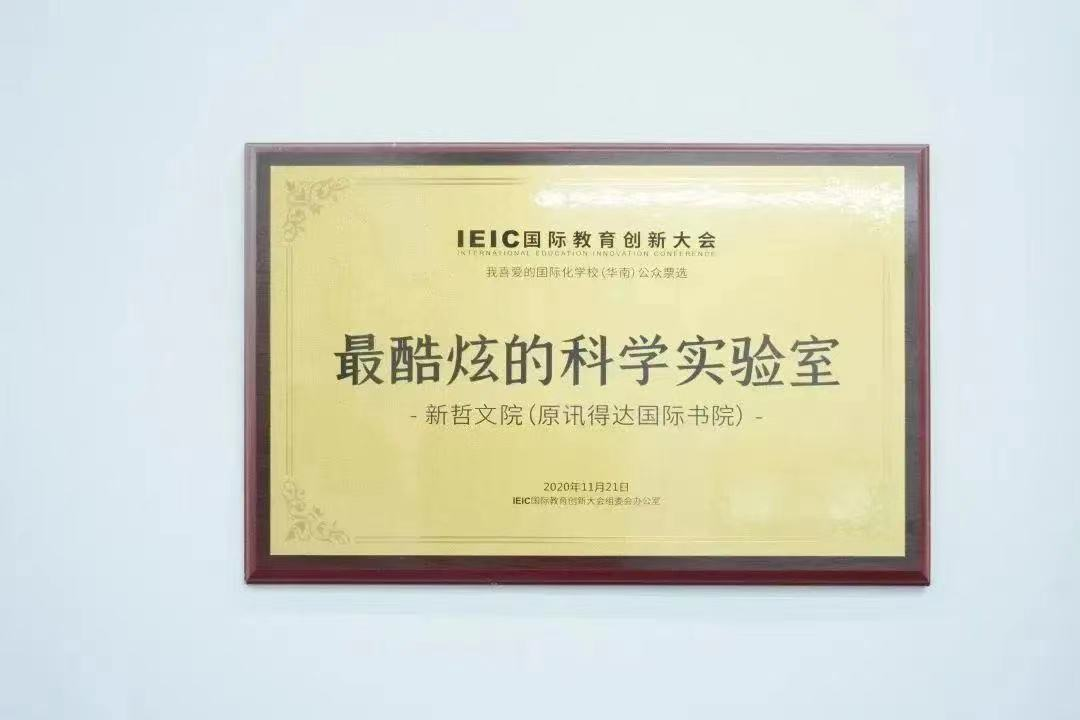 IEIC国际教育创新大会
INTERNATIONAL EDUCATION INNOVATION CONFERENCE
我喜爱的国际化学校(华南)公众票选
最酷炫的科学实验室
- 新哲文院(原讯得达国际书院) -
2020年11月21日
IEIC国际教育创新大会组委会办公室